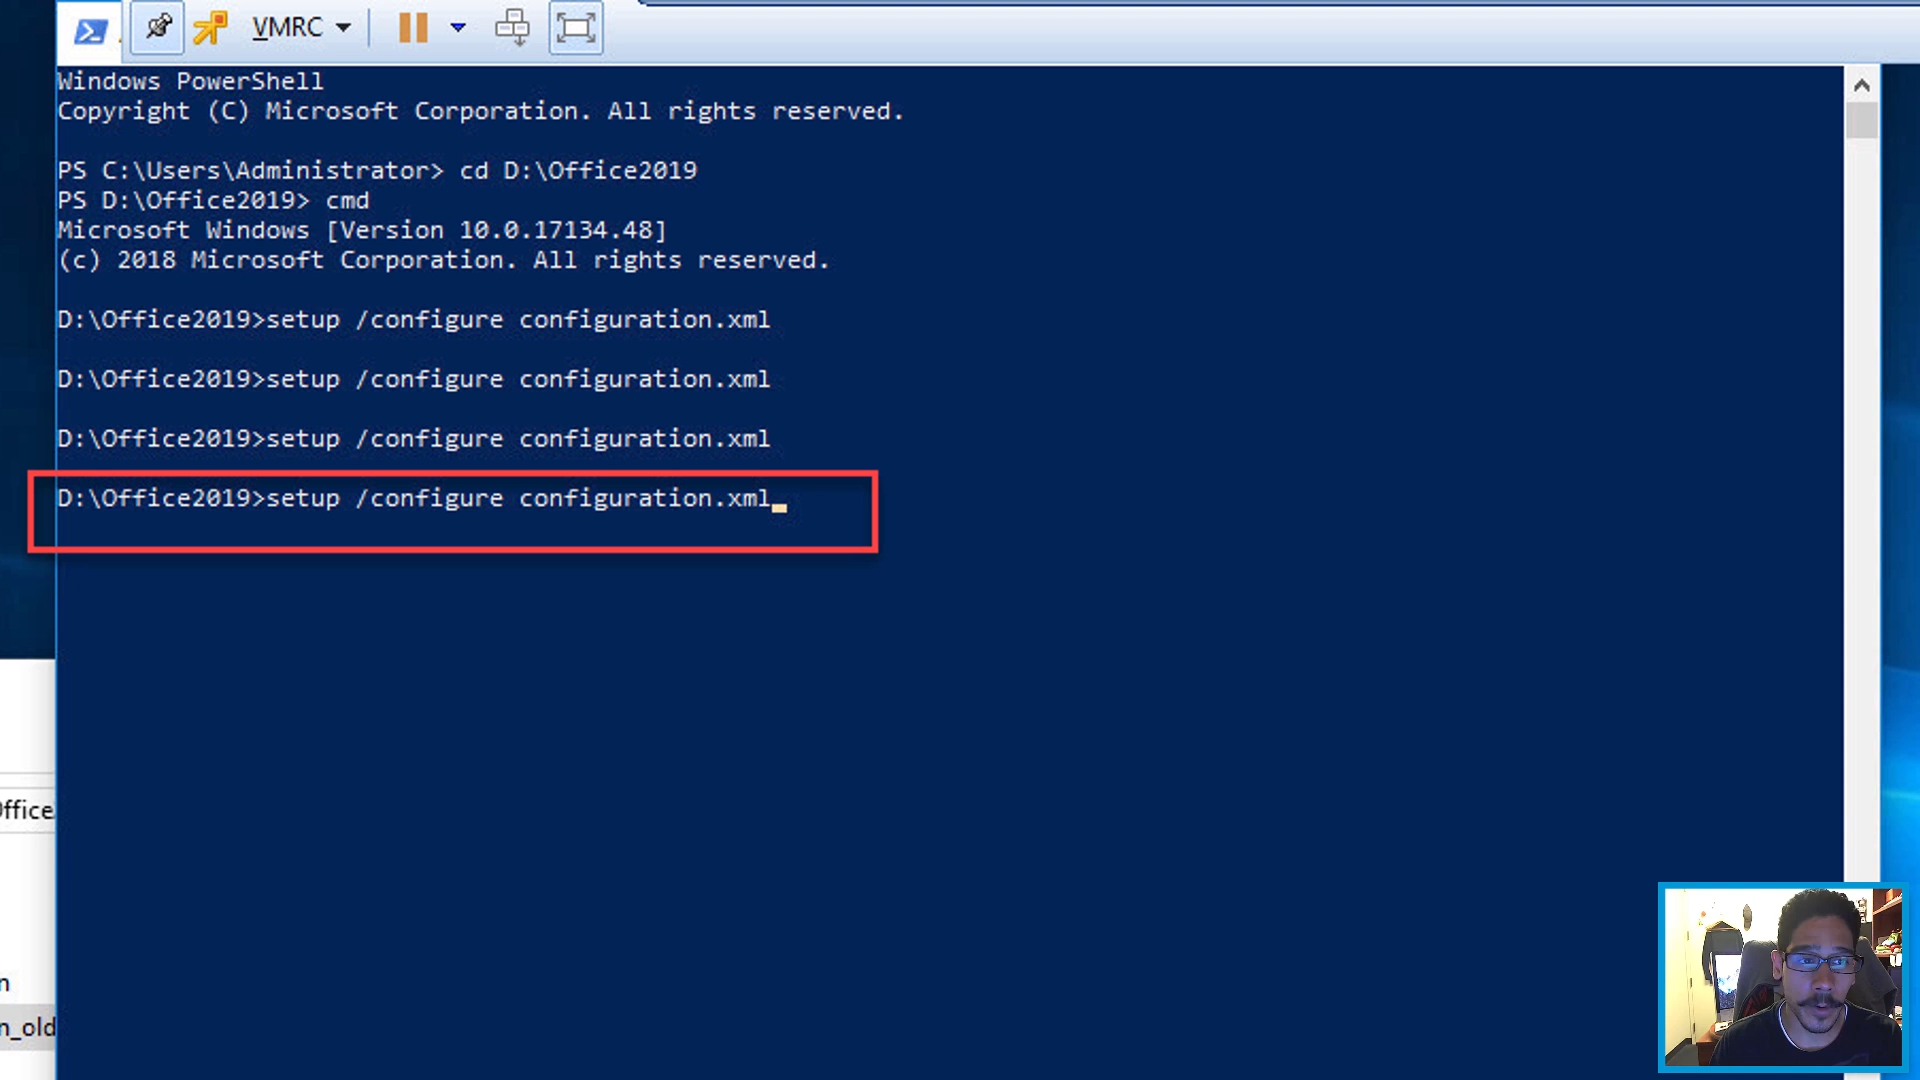 VMRC
Windows PowerShell
Copyright (C) Microsoft Corporation. All rights reserved.
PS C:\Users\Administrator> cd D:\Office2019
PS D:\Office2019> cmd
Microsoft Windows [Version 10.0.17134.48]
(c) 2018 Microsoft Corporation. All rights reserved.
D:\Office2019>setup /configure configuration.xml
D:\Office2019>setup /configure configuration.xml
D:\Office2019>setup /configure configuration.xml
D:\Office2019>setup /configure configuration.xml
Office
n
n_old